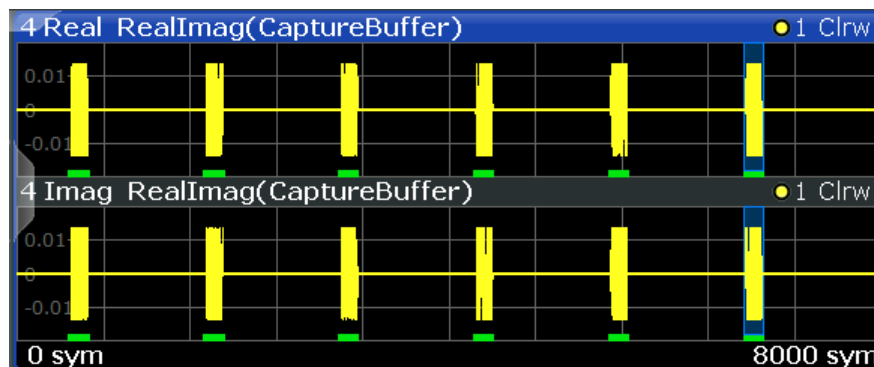 4 Real RealImag(CaptureBuffer) 1 Clrw
0.01
0
-0.01
4 Imag RealImag(CaptureBuffer) 1 Clrw
0.01
0
-0.01
0 sym 8000 sym